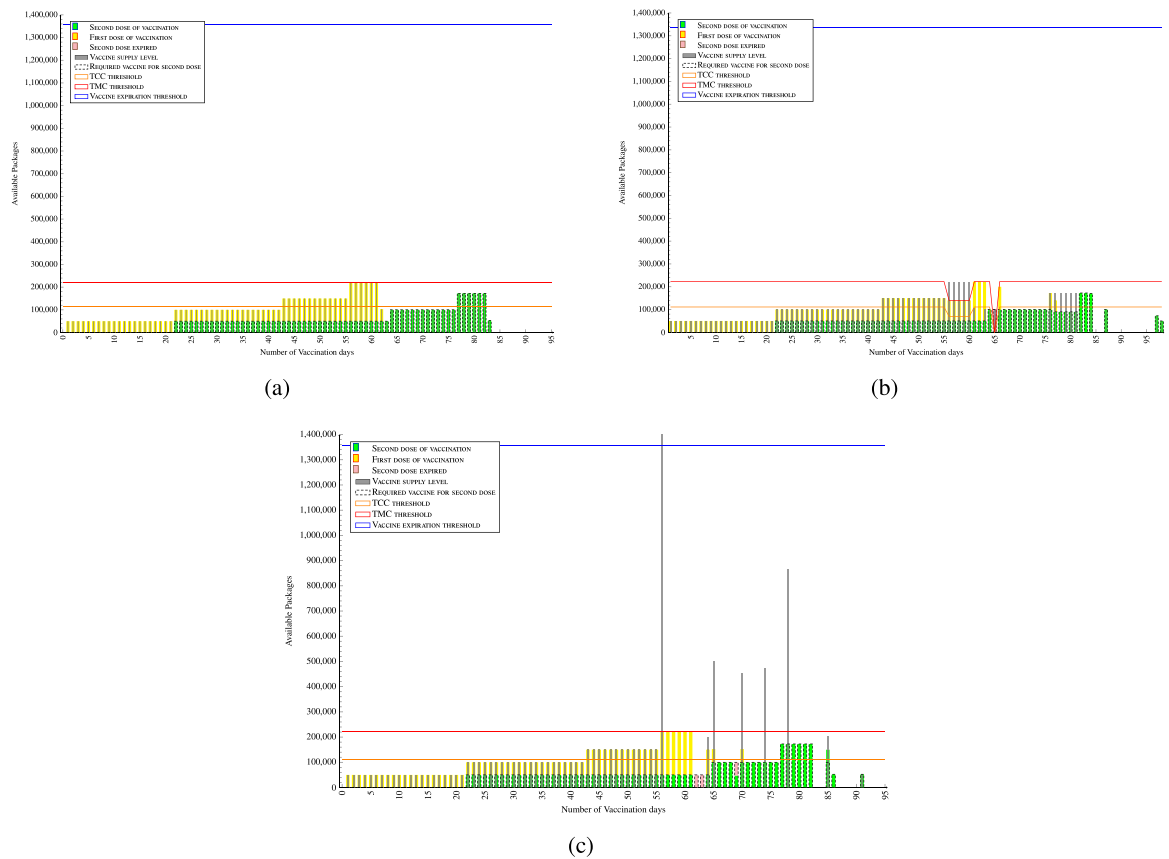 1,400,000
1,300,000
1,200,000
1,100,000
1,000,000
900,000
800,000
700,000
600,000
500,000
400,000
300,000
200,000
100,000
0
Available Packages
SECOND DOSE OF VACCINATION
FIRST DOSE OF VACCINATION
SECOND DOSE EXPIRED
VACCINE SUPPLY LEVEL
REQUIRED VACCINE FOR SECOND DOSE
TCC THRESHOLD
TMC THRESHOLD
VACCINE EXPIRATION THRESHOLD
0 5 10 15 20 25 30 35 40 45 50 55 60 65 70 75 80 85 90 95
Number of Vaccination days
(a)
1,400,000
1,300,000
1,200,000
1,100,000
1,000,000
900,000
800,000
700,000
600,000
500,000
400,000
300,000
200,000
100,000
0
Available Packages
SECOND DOSE OF VACCINATION
FIRST DOSE OF VACCINATION
SECOND DOSE EXPIRED
VACCINE SUPPLY LEVEL
REQUIRED VACCINE FOR SECOND DOSE
TCC THRESHOLD
TMC THRESHOLD
VACCINE EXPIRATION THRESHOLD
5 10 15 20 25 30 35 40 45 50 55 60 65 70 75 80 85 90 95
Number of Vaccination days
(b)
1,400,000
1,300,000
1,200,000
1,100,000
1,000,000
900,000
800,000
700,000
600,000
500,000
400,000
300,000
200,000
100,000
0
Available Packages
SECOND DOSE OF VACCINATION
FIRST DOSE OF VACCINATION
SECOND DOSE EXPIRED
VACCINE SUPPLY LEVEL
REQUIRED VACCINE FOR SECOND DOSE
TCC THRESHOLD
TMC THRESHOLD
VACCINE EXPIRATION THRESHOLD
0 5 10 15 20 25 30 35 40 45 50 55 60 65 70 75 80 85 90 95
Number of Vaccination days
(c)